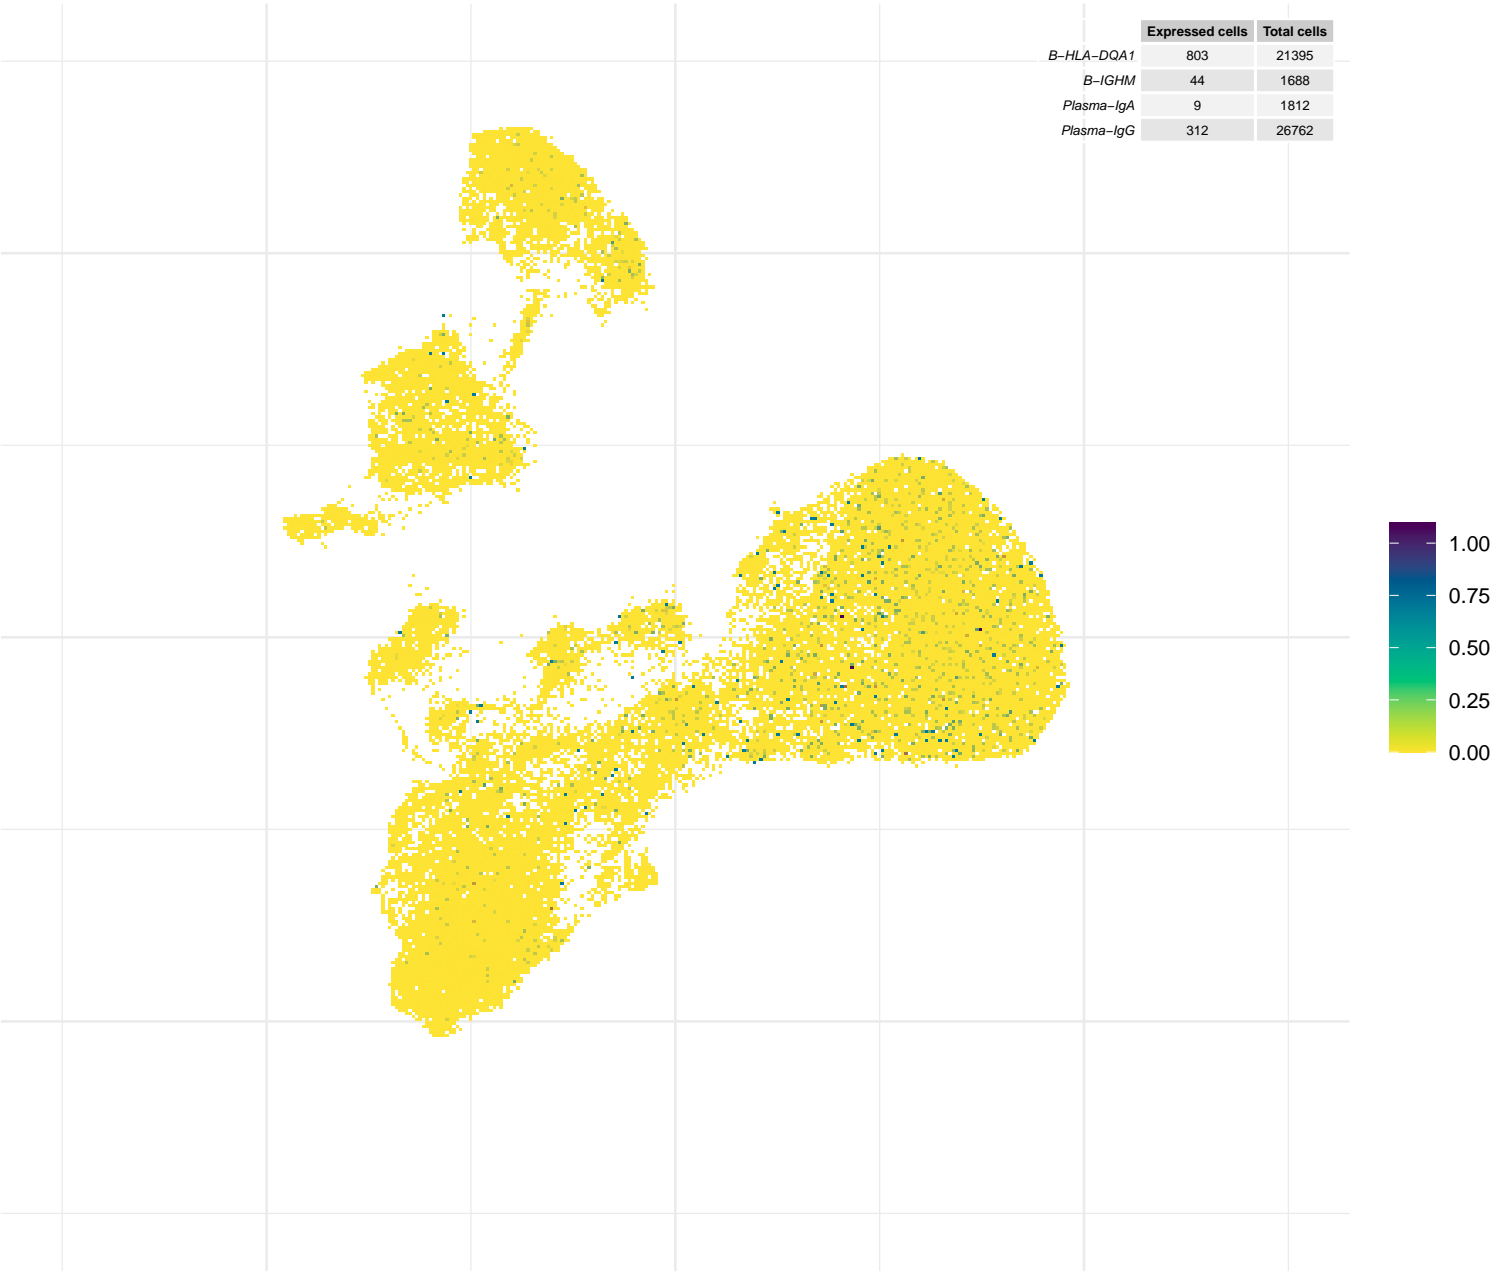 Expressed cells Total cells
B−HLA−DQA1 803 21395
B−IGHM 44 1688
Plasma−IgA 9 1812
Plasma−IgG 312 26762
1.00
0.75
0.50
0.25
0.00